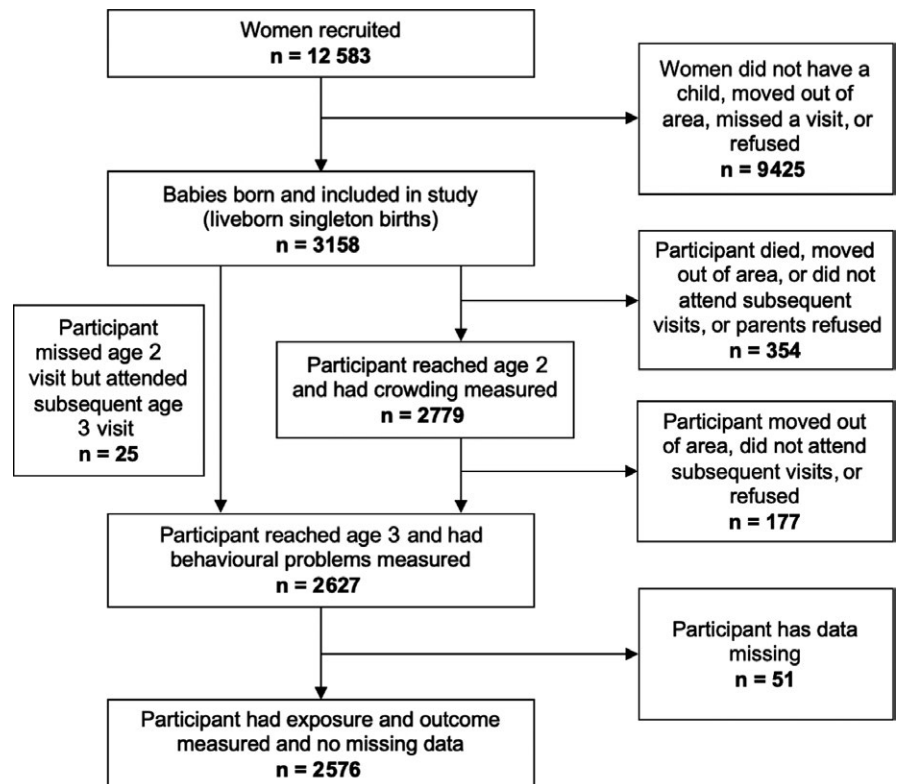 Women recruited
n = 12 583
Women did not have a
child, moved out of
area, missed a visit, or
refused
n = 9425
Babies born and included in study
(liveborn singleton births)
n = 3158
Participant died, moved
out of area, or did not
attend subsequent
visits, or parents refused
n = 354
Participant
missed age 2
visit but attended
subsequent age
3 visit
n = 25
Participant reached age 2
and had crowding measured
n = 2779
Participant moved out
of area, did not attend
subsequent visits, or
refused
n = 177
Participant reached age 3 and had
behavioural problems measured
n = 2627
Participant has data
missing
n = 51
Participant had exposure and outcome
measured and no missing data
n = 2576